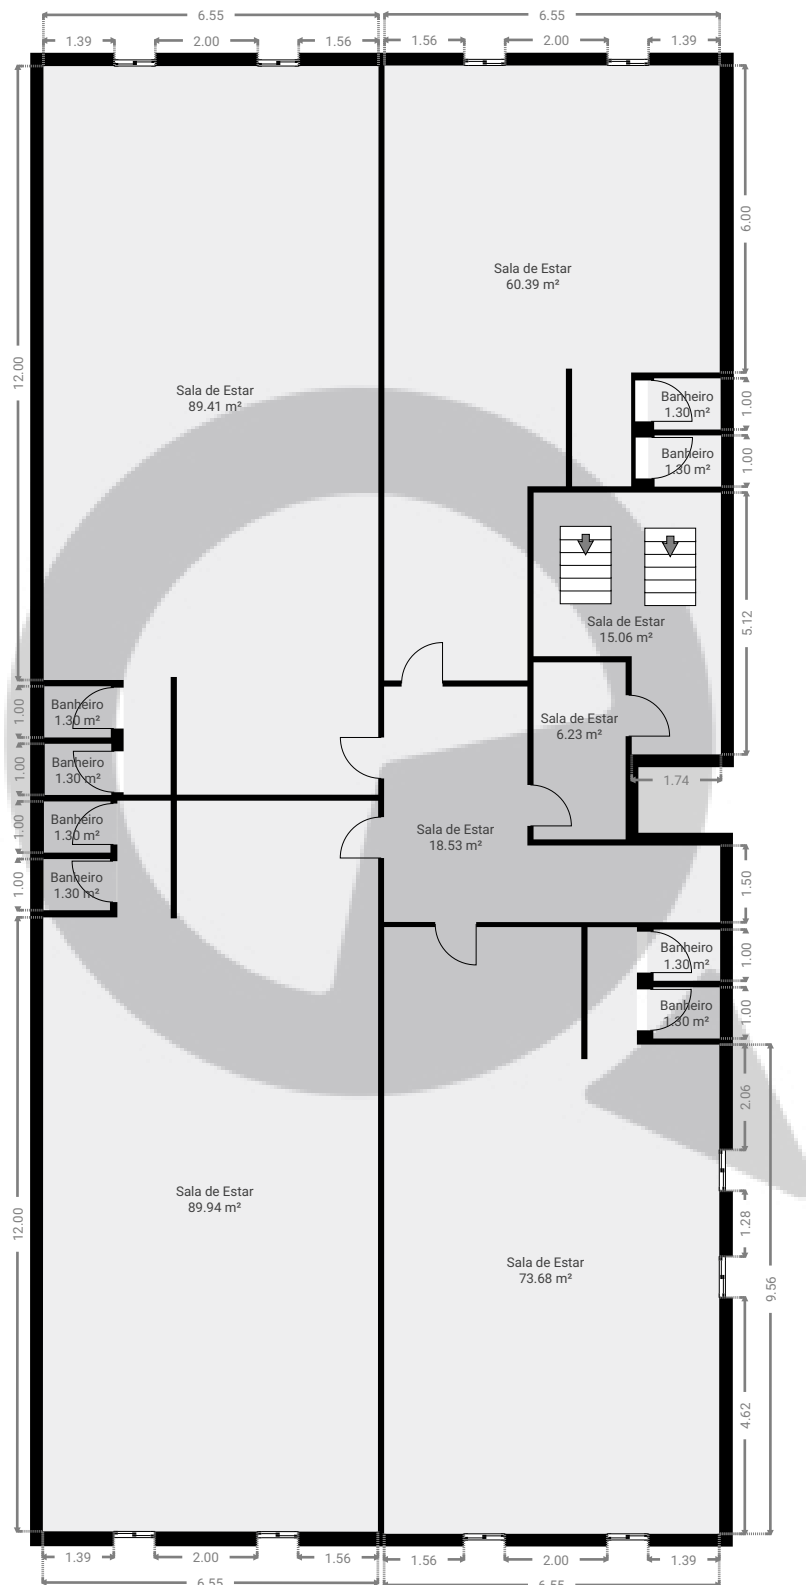 6.55
6.55
1.39
2.00
1.56
1.56
2.00
1.39
6.00
Sala de Estar
60.39 m²
12.00
Sala de Estar
89.41 m²
Banheiro
1.30 m²
1.00
Banheiro
1.30 m²
1.00
Sala de Estar
15.06 m²
5.12
Banheiro
1.30 m²
1.00
Sala de Estar
6.23 m²
Banheiro
1.30 m²
1.00
1.74
Banheiro
1.30 m²
1.00
Sala de Estar
18.53 m²
Banheiro
1.30 m²
1.00
1.50
Banheiro
1.30 m²
1.00
Banheiro
1.30 m²
1.00
2.06
Sala de Estar
89.94 m²
12.00
1.28
Sala de Estar
73.68 m²
9.56
4.62
1.39
2.00
1.56
1.56
2.00
1.39
6.55
6.55